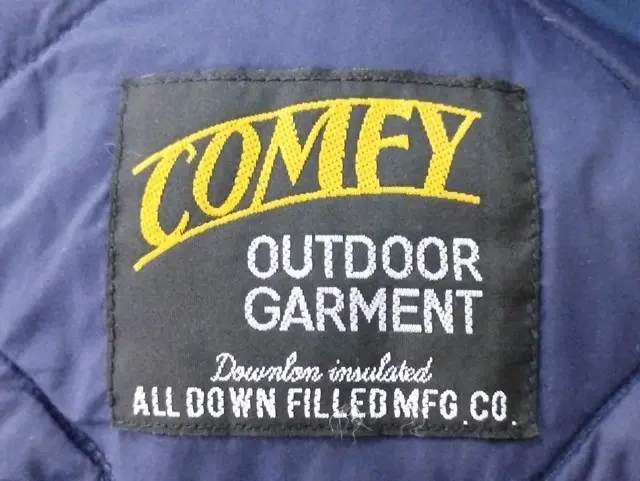 COMFY
OUTDOOR
GARMENT
Downlon insulated
ALL DOWN FILLED MFG.CO.